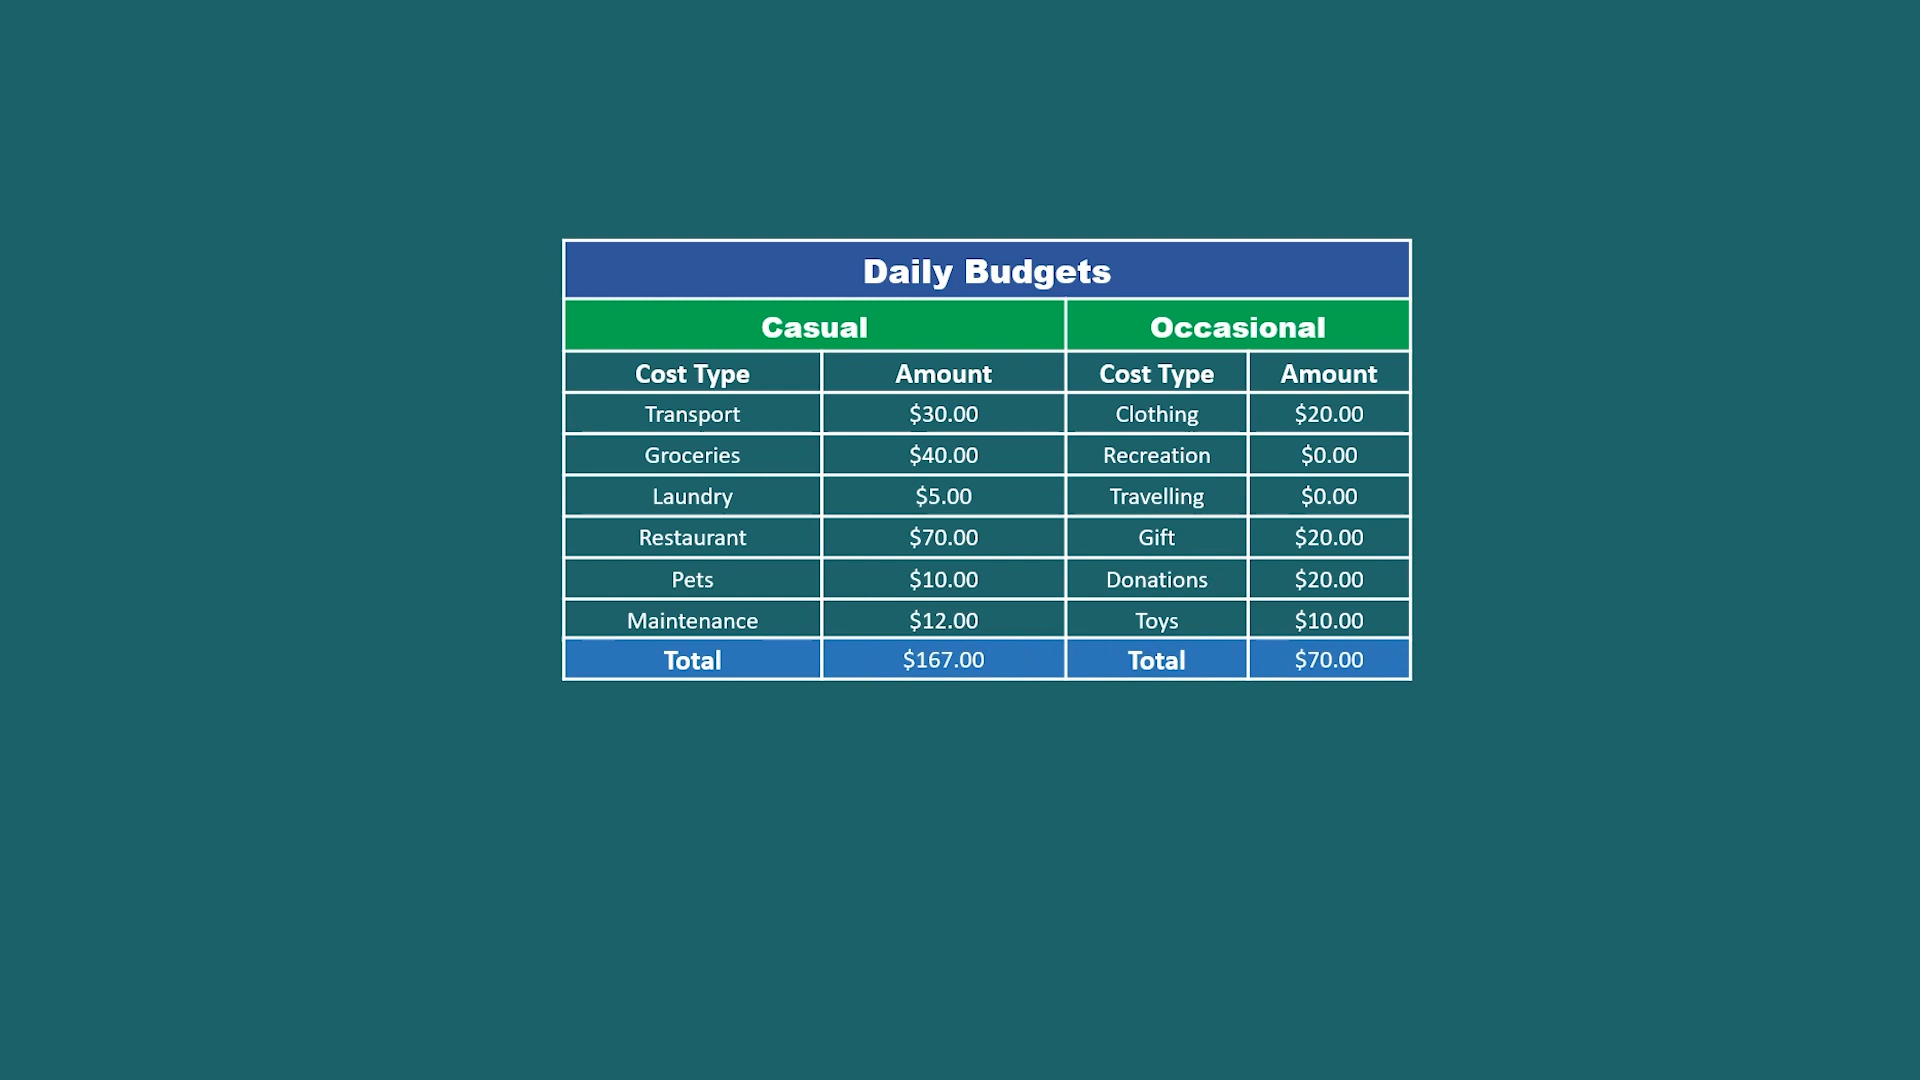 Daily Budgets
Casual Occasional
Cost Type Amount Cost Type Amount
Transport $30.00 Clothing $20.00
Groceries $40.00 Recreation $0.00
Laundry $5.00 Travelling $0.00
Restaurant $70.00 Gift $20.00
Pets $10.00 Donations $20.00
Maintenance $12.00 Toys $10.00
Total $167.00 Total $70.00